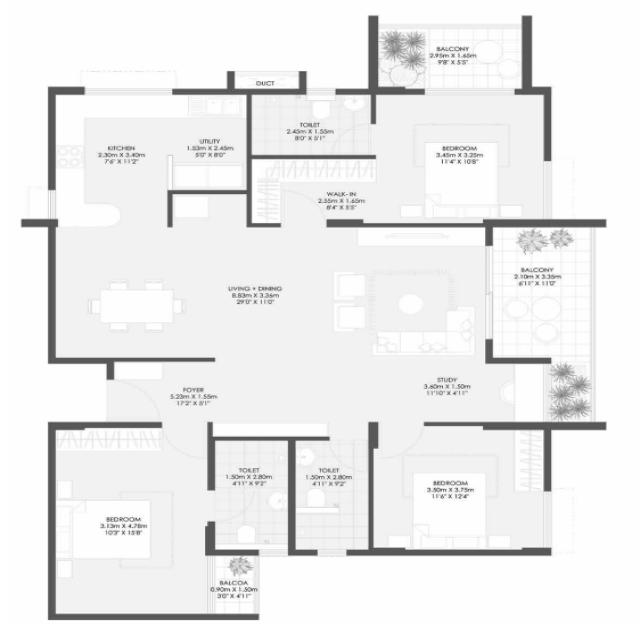 BALCONY
2.95m X 1.65m
9'8" X 5'5"
DUCT
TOILET
2.45m X 1.55m
8'0" X 5'1"
KITCHEN
2.30m X 3.40m
7'6" X 11'2"
UTILITY
1.53m X 2.45m
5'0" X 8'0"
BEDROOM
3.45m X 3.25m
11'4" X 10'8"
WALK- IN
2.55m X 1.65m
8'4" X 5'5"
BALCONY
2.10m X 3.35m
6'11" X 11'0"
LIVING + DINING
8.83m X 3.36m
29'0" X 11'0"
FOYER
5.23m X 1.55m
17'2" X 5'1"
STUDY
3.60m X 1.50m
11'10" X 4'11"
TOILET
1.50m X 2.80m
4'11" X 9'2"
TOILET
1.50m X 2.80m
4'11" X 9'2"
BEDROOM
3.50m X 3.75m
11'6" X 12'4"
BEDROOM
3.13m X 4.78m
10'3" X 15'8"
BALCOA
0.90m X 1.50m
3'0" X 4'11"